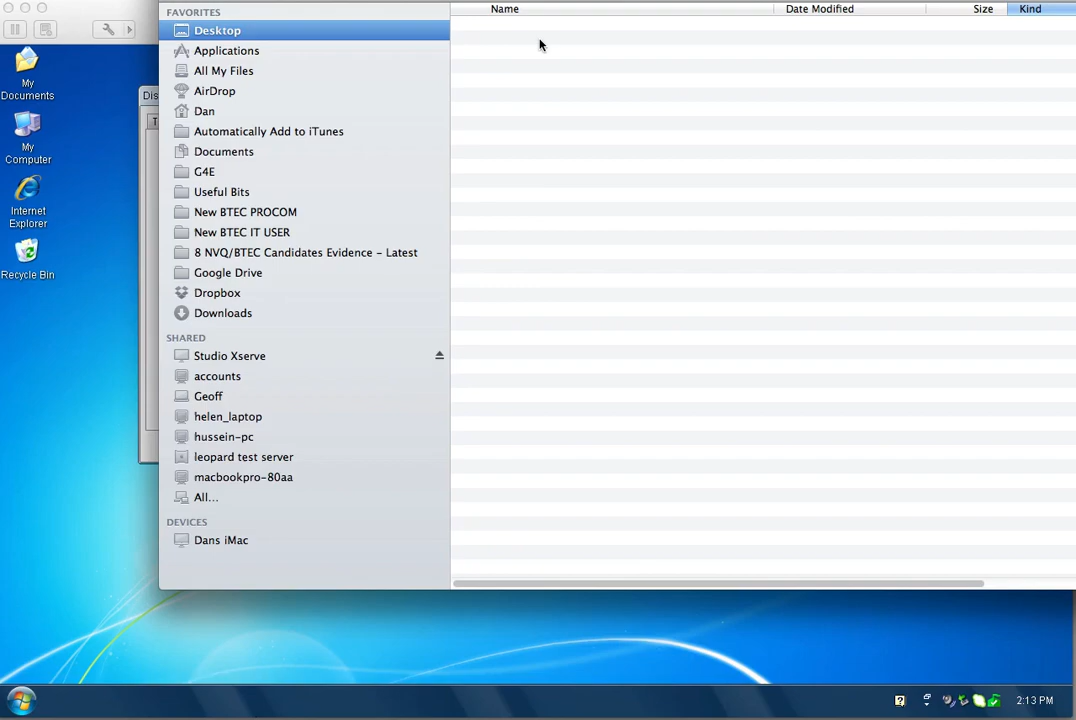 FAVORITES
Name
Date Modified
Size
Kind
Desktop
Applications
All My Files
AirDrop
Dan
Automatically Add to iTunes
Documents
G4E
Useful Bits
New BTEC PROCOM
New BTEC IT USER
8 NVQ/BTEC Candidates Evidence – Latest
Google Drive
Dropbox
Downloads
SHARED
Studio Xserve
accounts
Geoff
helen_laptop
hussein-pc
leopard test server
macbookpro-80aa
All...
DEVICES
Dans iMac
My
Documents
My
Computer
Internet
Explorer
Recycle Bin
Dis
T
2:13 PM